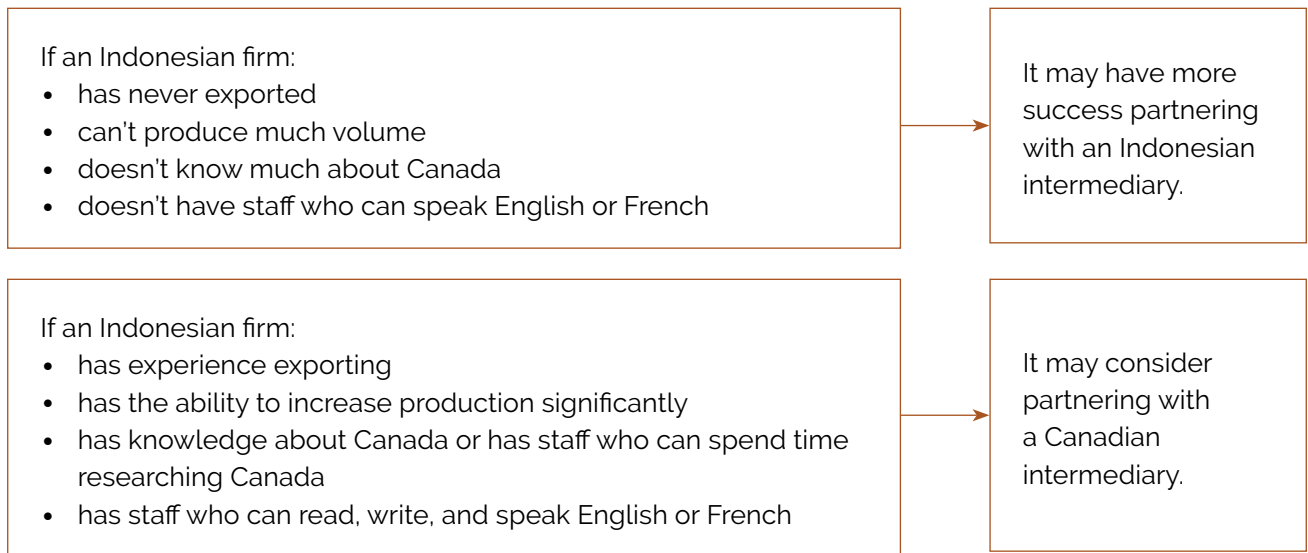 If an Indonesian firm:
• has never exported
• can't produce much volume
• doesn't know much about Canada
• doesn't have staff who can speak English or French
It may have more
success partnering
with an Indonesian
intermediary.
If an Indonesian firm:
• has experience exporting
• has the ability to increase production significantly
• has knowledge about Canada or has staff who can spend time
researching Canada
• has staff who can read, write, and speak English or French
It may consider
partnering with
a Canadian
intermediary.